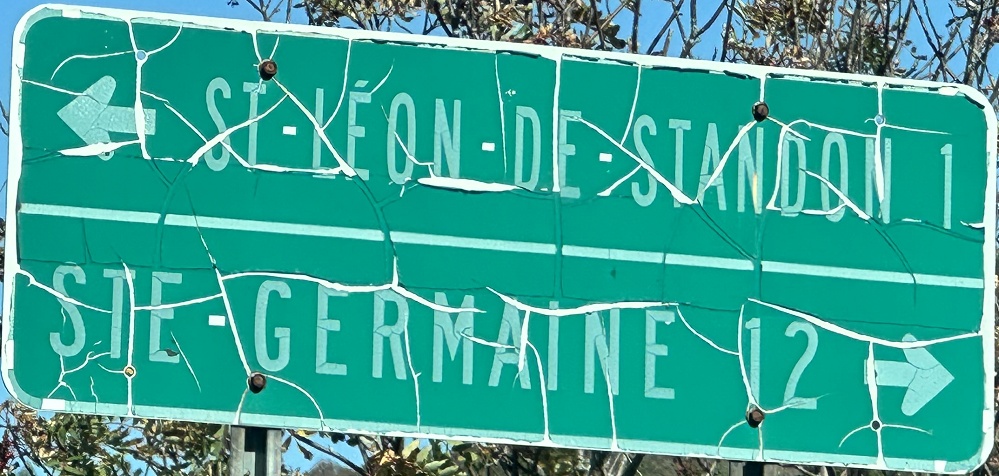 ← ST-LÉON-DE-STANDON 1
STE-GERMAINE 12 →